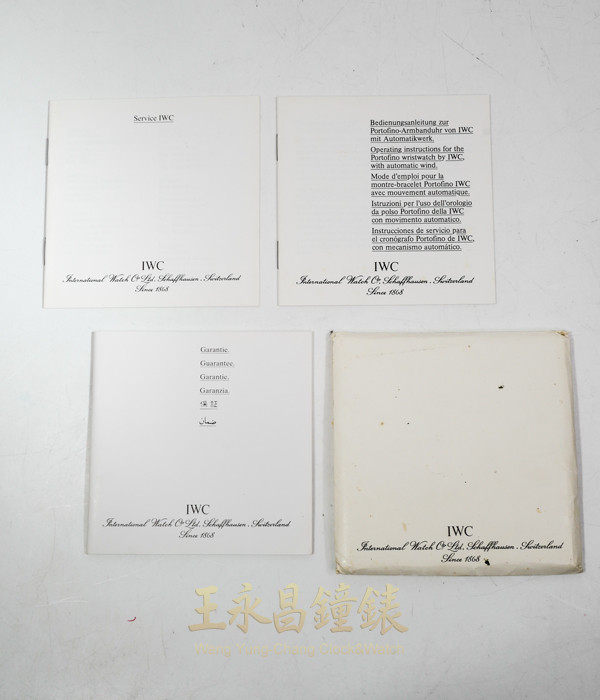 Service IWC
IWC
International Watch Co Ltd. Schaffhausen. Switzerland
Since 1868
Bedienungsanleitung zur
Portofino-Armbanduhr von IWC
mit Automatikwerk.
Operating instructions for the
Portofino wristwatch by IWC,
with automatic wind.
Mode d'emploi pour la
montre-bracelet Portofino IWC
avec mouvement automatique.
Istruzioni per l'uso dell'orologio
da polso Portofino della IWC
con movimento automatico.
Instrucciones de servicio para
el cronógrafo Portofino de IWC,
con mecanismo automático.
IWC
International Watch Co. Schaffhausen. Switzerland
Since 1868
Garantie.
Guarantee.
Garantie.
Garanzia.
保証
ضمان
IWC
International Watch Co Ltd. Schaffhausen. Switzerland
Since 1868
IWC
International Watch Co Ltd. Schaffhausen. Switzerland
Since 1868
王永昌鐘錶